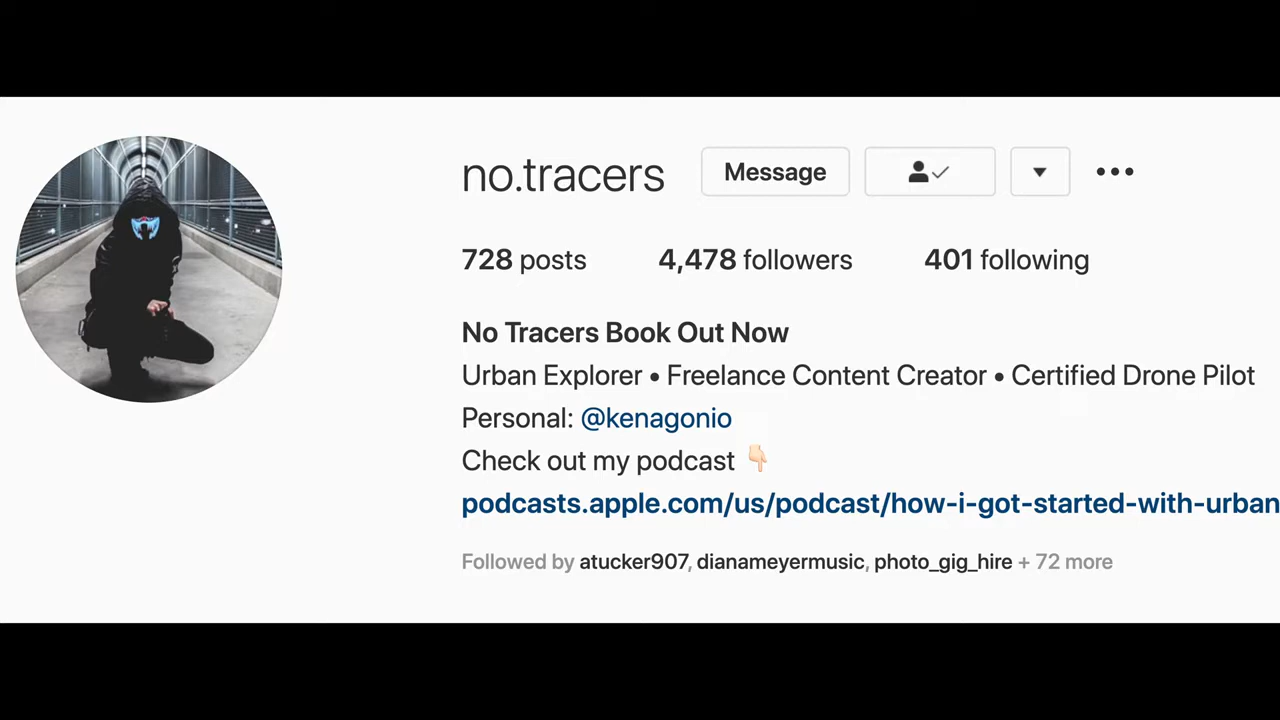 no.tracers Message
728 posts 4,478 followers 401 following
No Tracers Book Out Now
Urban Explorer • Freelance Content Creator • Certified Drone Pilot
Personal: @kenagonio
Check out my podcast 👇🏻
podcasts.apple.com/us/podcast/how-i-got-started-with-urban
Followed by atucker907, dianameyermusic, photo_gig_hire + 72 more